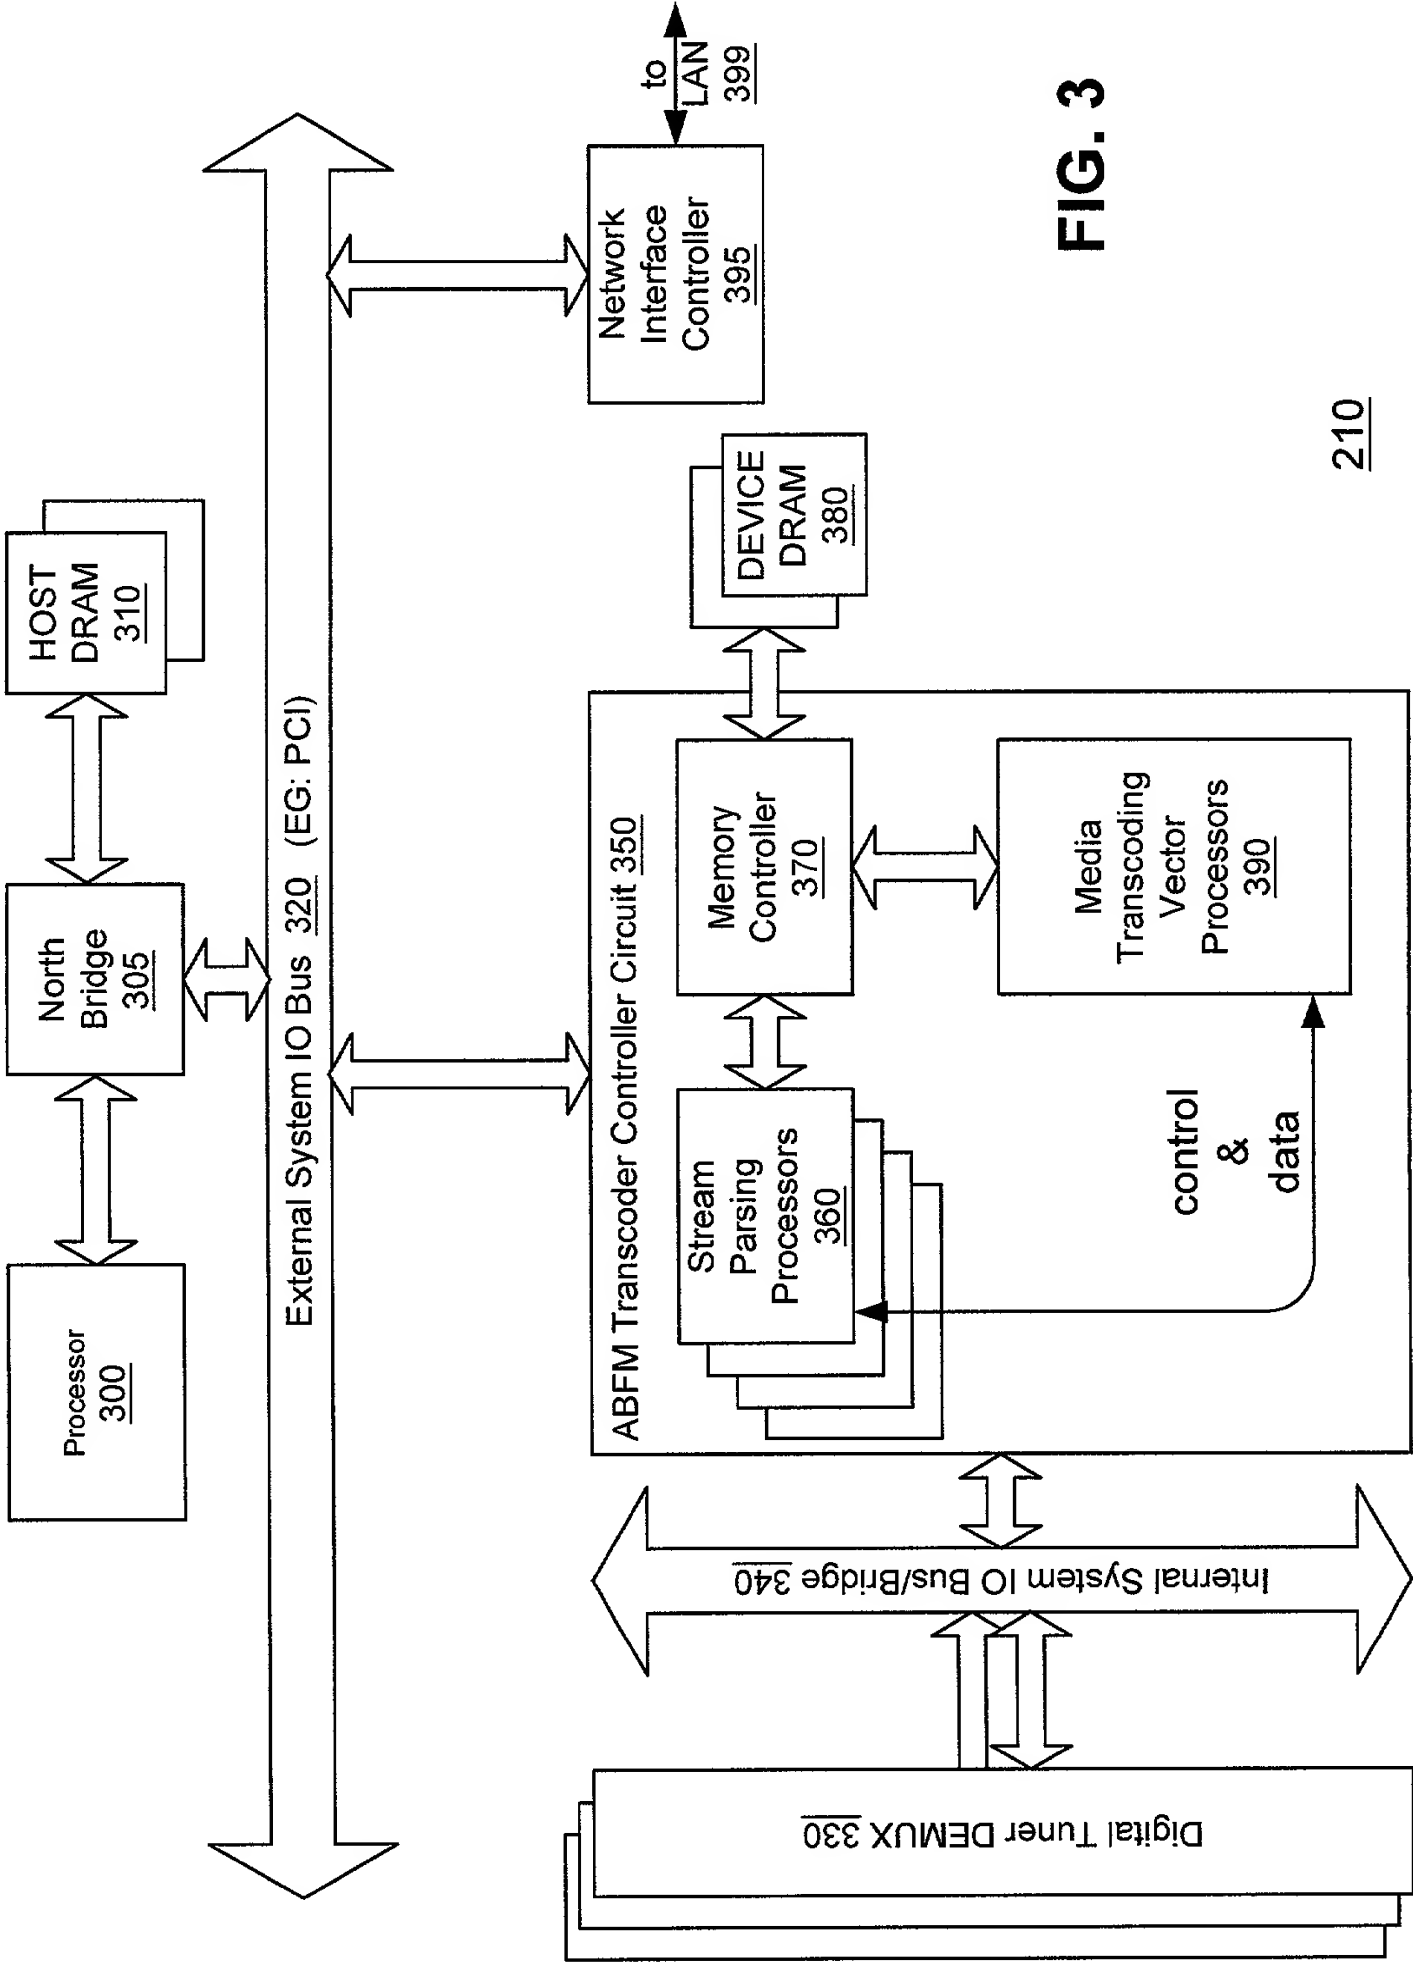 Processor
300
North
Bridge
305
HOST
DRAM
310
External System IO Bus 320 (EG: PCI)
ABFM Transcoder Controller Circuit 350
Stream
Parsing
Processors
360
Memory
Controller
370
DEVICE
DRAM
380
Network
Interface
Controller
395
to
LAN
399
Media
Transcoding
Vector
Processors
390
control
&
data
Internal System IO Bus/Bridge 340
Digital Tuner DEMUX 330
210
FIG. 3